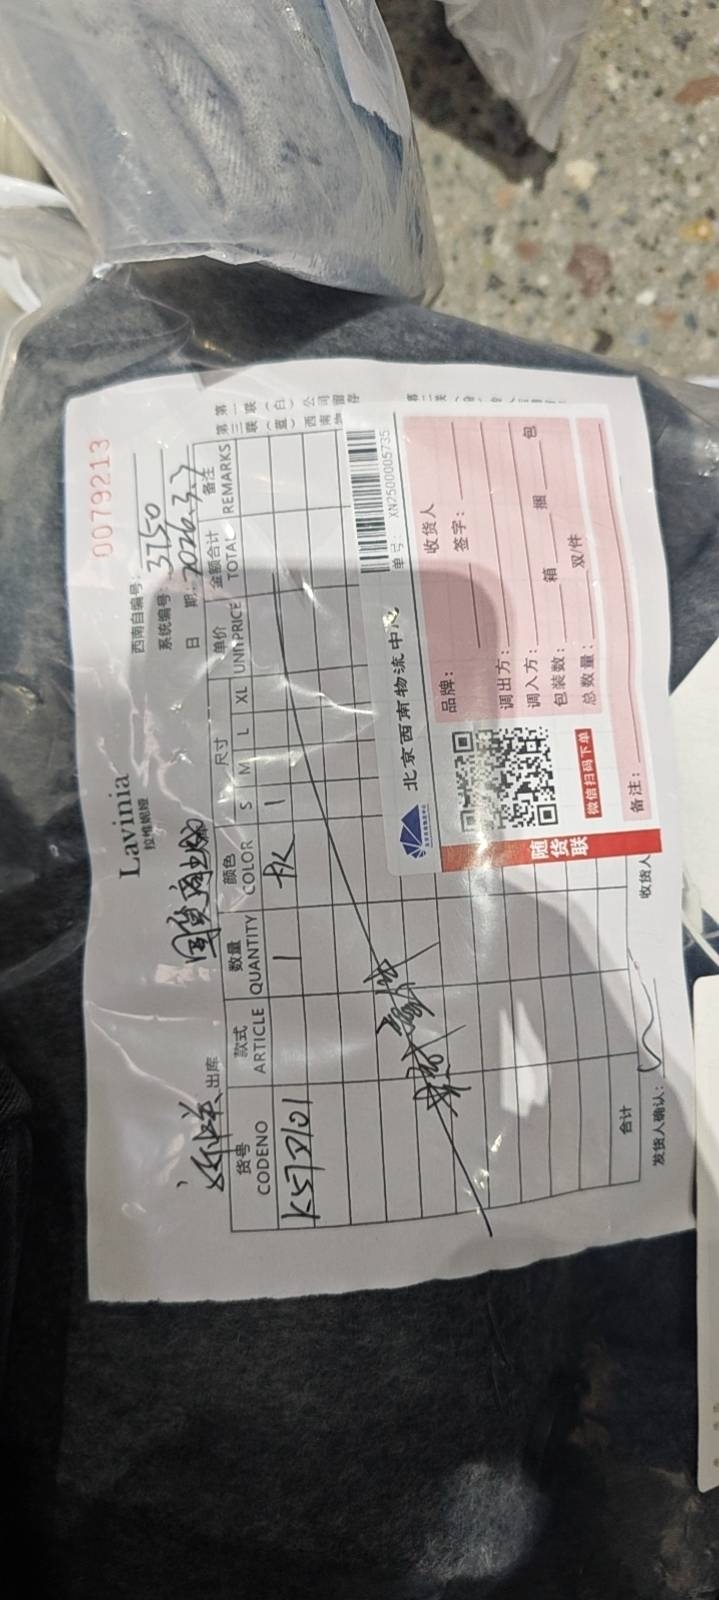 0079213
Lavinia
拉维妮娅
西南自编号:
系统编号: 3750
日 期: 2026.3.7
出库
货号 款式 数量 颜色 尺寸 单价 金额合计 备注
CODENO ARTICLE QUANTITY COLOR S M L XL UNITPRICE TOTAL REMARKS
K57D101 1 灰 1
合计
发货人确认:
收货人
北京西南物流中心
单号: XN2500005735
收货人
品牌: 签字:
调出方:
调入方:
包装数: 箱 捆 包
总数量: 双/件
备注:
微信扫码下单
随货联